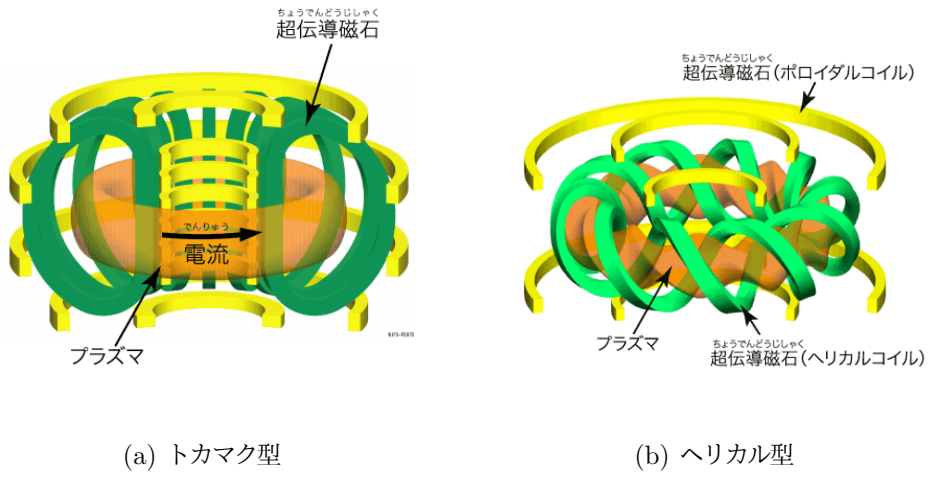 ちょうでんどうじしゃく
超伝導磁石
でんりゅう
電流
プラズマ
(a) トカマク型
ちょうでんどうじしゃく
超伝導磁石(ポロイダルコイル)
プラズマ
ちょうでんどうじしゃく
超伝導磁石(ヘリカルコイル)
(b) ヘリカル型